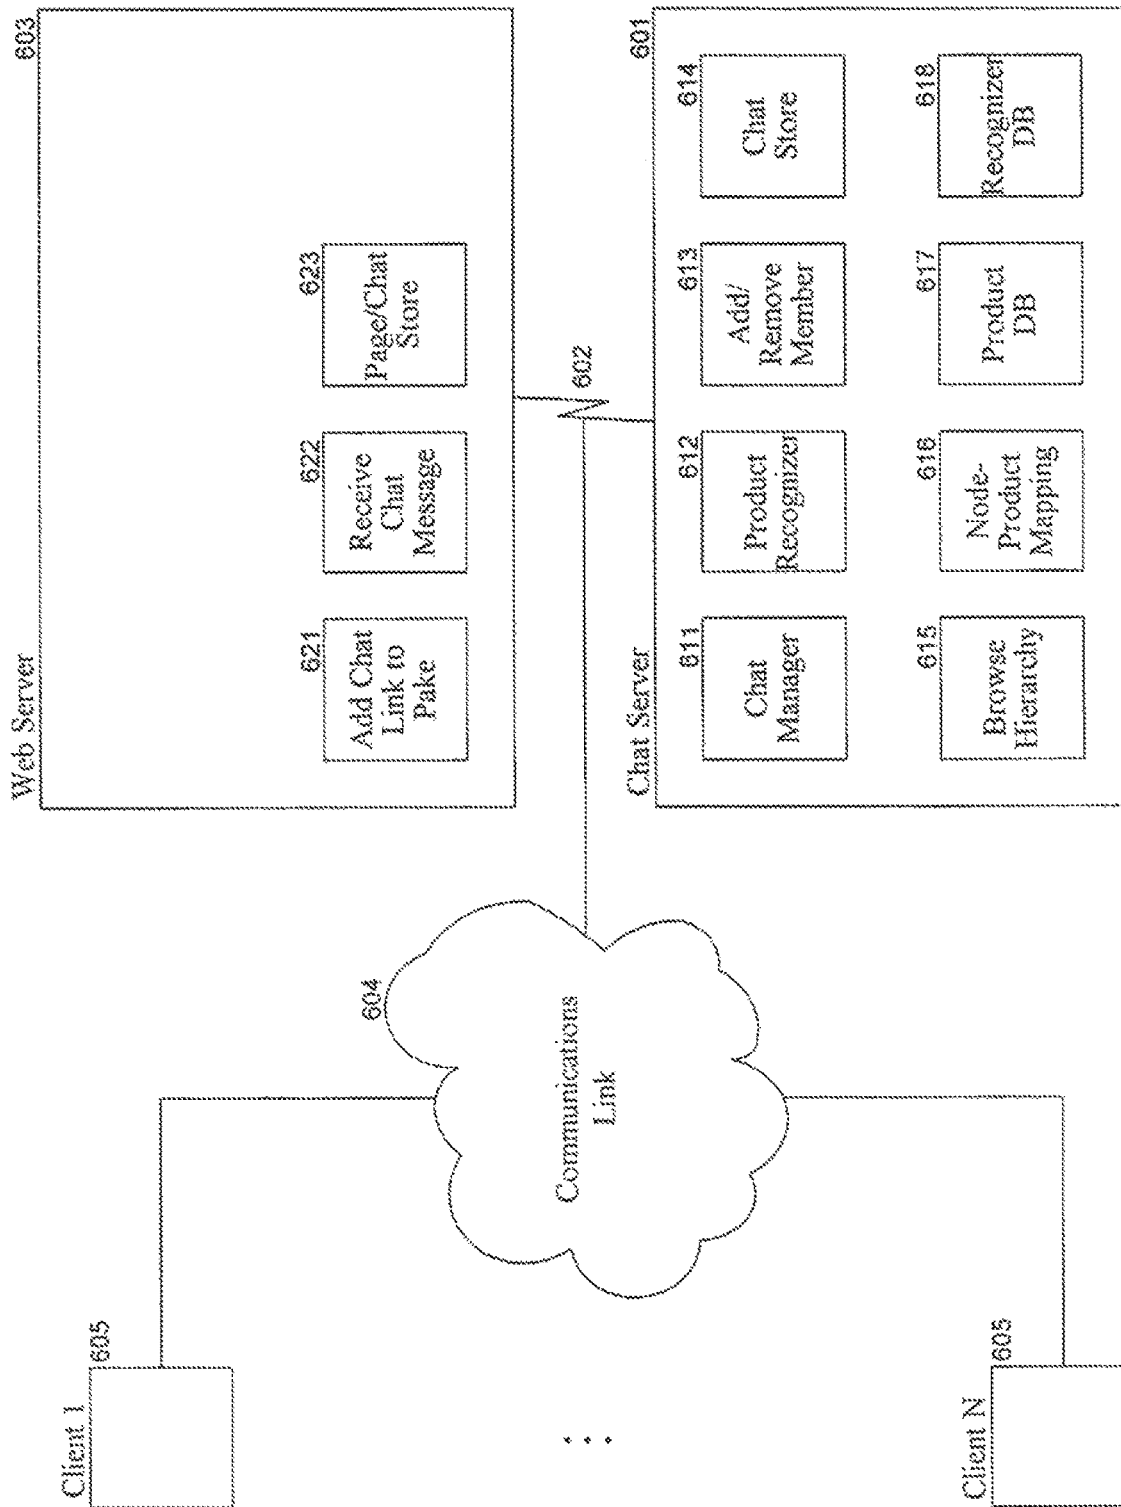 Web Server
603
621
Add Chat
Link to
Pake
622
Receive
Chat
Message
623
Page/Chat
Store
Client 1
605
604
Communications
Link
602
. . .
Chat Server
601
611
Chat
Manager
612
Product
Recognizer
613
Add/
Remove
Member
614
Chat
Store
615
Browse
Hierarchy
616
Node-
Product
Mapping
617
Product
DB
618
Recognizer
DB
Client N
605